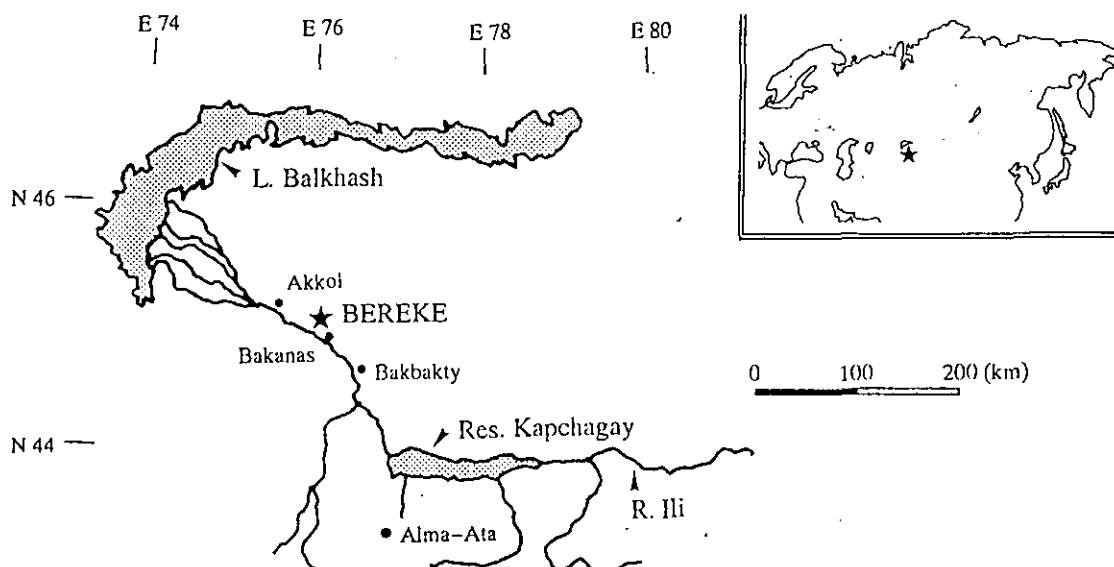 E 74
E 76
E 78
E 80
N 46
L. Balkhash
Akkol
BEREKE
Bakanas
Bakbakty
0 100 200 (km)
N 44
Res. Kapchagay
R. Ili
Alma-Ata